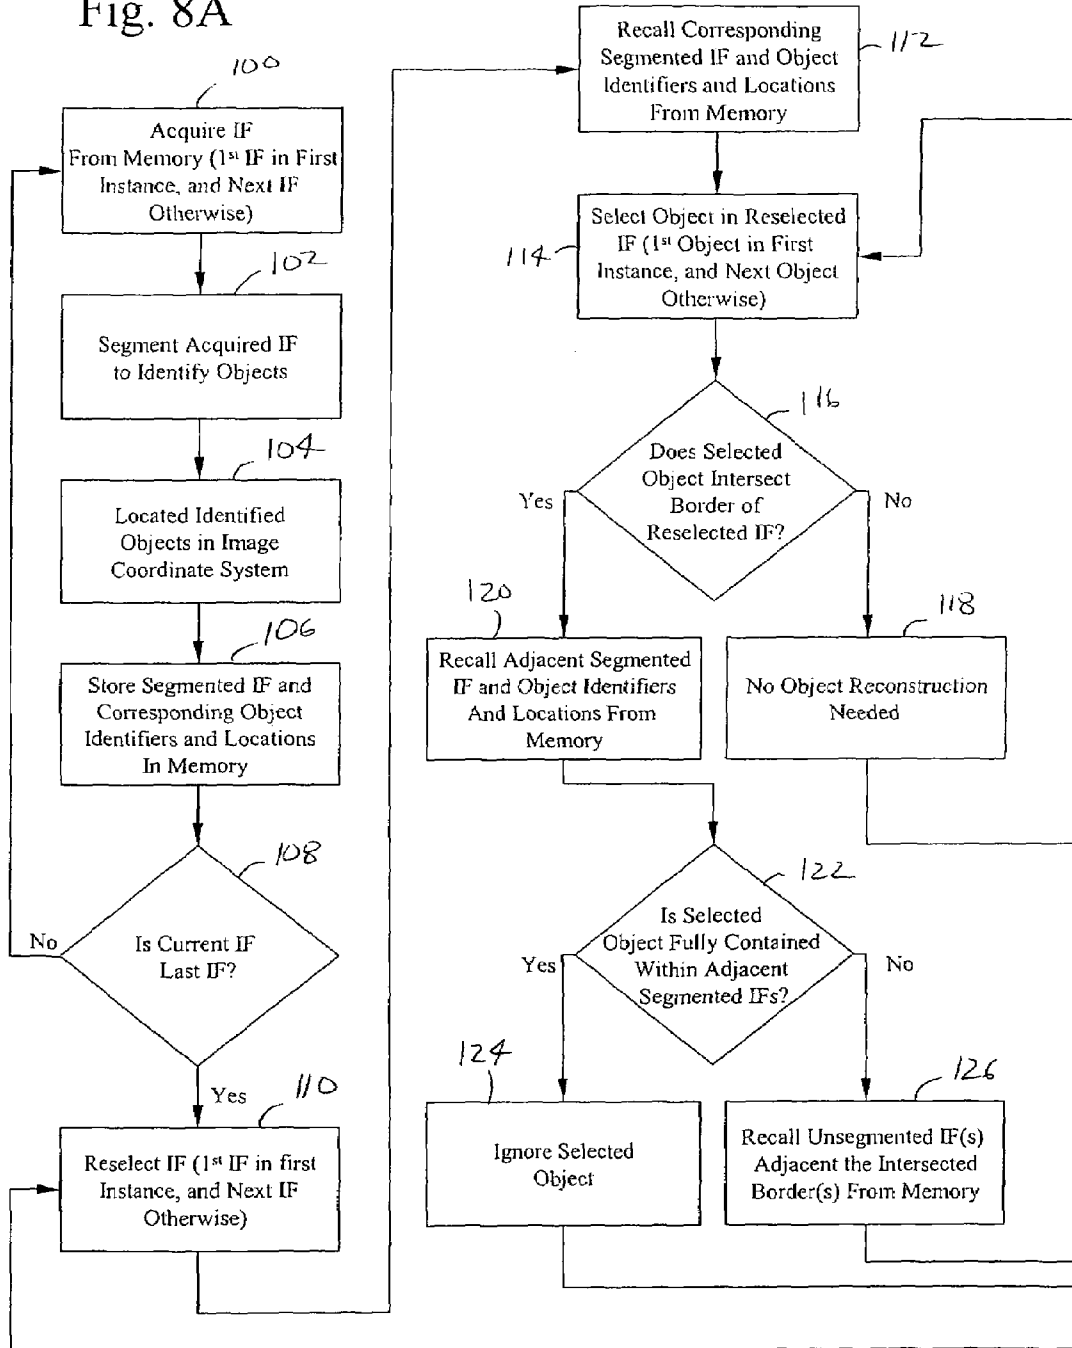 Fig. 8A
100
Acquire IF
From Memory (1st IF in First
Instance, and Next IF
Otherwise)
102
Segment Acquired IF
to Identify Objects
104
Located Identified
Objects in Image
Coordinate System
106
Store Segmented IF and
Corresponding Object
Identifiers and Locations
In Memory
108
Is Current IF
Last IF?
No
Yes
110
Reselect IF (1st IF in first
Instance, and Next IF
Otherwise)
112
Recall Corresponding
Segmented IF and Object
Identifiers and Locations
From Memory
114
Select Object in Reselected
IF (1st Object in First
Instance, and Next Object
Otherwise)
116
Does Selected
Object Intersect
Border of
Reselected IF?
Yes
No
120
Recall Adjacent Segmented
IF and Object Identifiers
And Locations From
Memory
118
No Object Reconstruction
Needed
122
Is Selected
Object Fully Contained
Within Adjacent
Segmented IFs?
Yes
No
124
Ignore Selected
Object
126
Recall Unsegmented IF(s)
Adjacent the Intersected
Border(s) From Memory